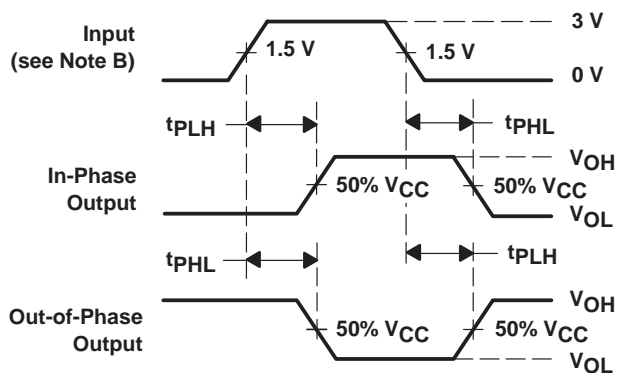 Input
(see Note B)
1.5 V
1.5 V
3 V
0 V
tPLH
tPHL
In-Phase
Output
50% VCC
50% VCC
VOH
VOL
tPHL
tPLH
Out-of-Phase
Output
50% VCC
50% VCC
VOH
VOL